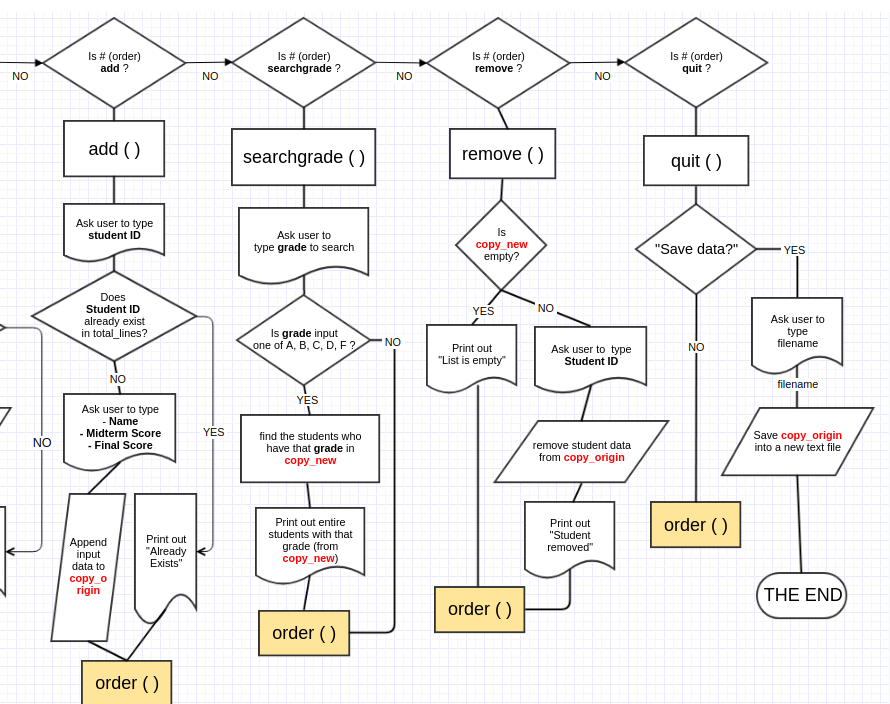 Is # (order)
add ?
Is # (order)
searchgrade ?
Is # (order)
remove ?
Is # (order)
quit ?
NO
NO
NO
NO
add ( )
Ask user to type
student ID
Does
Student ID
already exist
in total_lines?
NO
YES
NO
Ask user to type
- Name
- Midterm Score
- Final Score
Append
input
data to
copy_o
rigin
Print out
"Already
Exists"
order ( )
searchgrade ( )
Ask user to
type grade to search
Is grade input
one of A, B, C, D, F ?
NO
YES
find the students who
have that grade in
copy_new
Print out entire
students with that
grade (from
copy_new)
order ( )
remove ( )
Is
copy_new
empty?
YES
NO
Print out
"List is empty"
Ask user to type
Student ID
remove student data
from copy_origin
Print out
"Student
removed"
order ( )
quit ( )
"Save data?"
YES
NO
Ask user to
type
filename
filename
Save copy_origin
into a new text file
order ( )
THE END